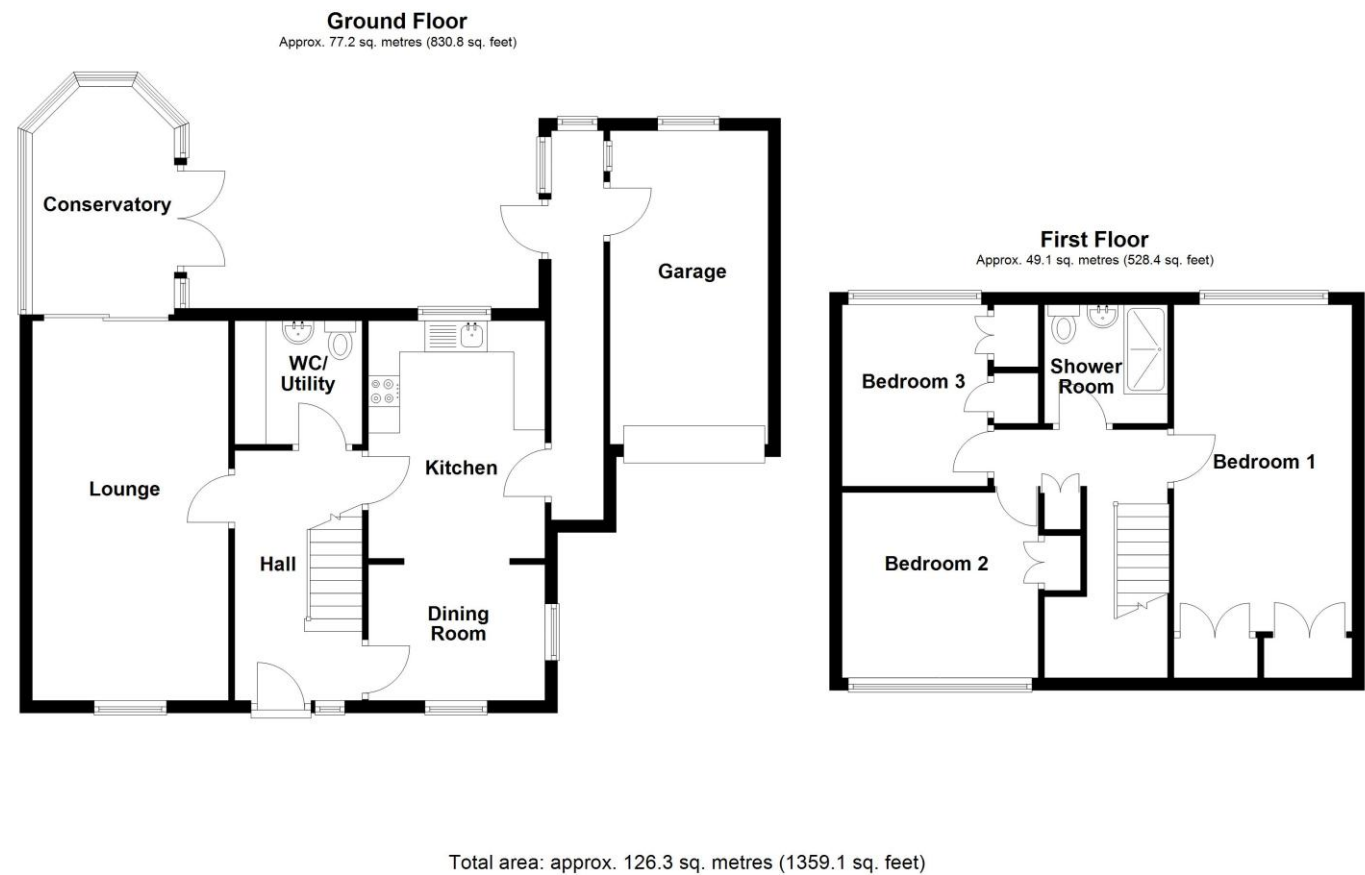 Ground Floor
Approx. 77.2 sq. metres (830.8 sq. feet)
Conservatory
Garage
WC/
Utility
Kitchen
Lounge
Hall
Dining
Room
First Floor
Approx. 49.1 sq. metres (528.4 sq. feet)
Bedroom 3
Shower
Room
Bedroom 1
Bedroom 2
Total area: approx. 126.3 sq. metres (1359.1 sq. feet)